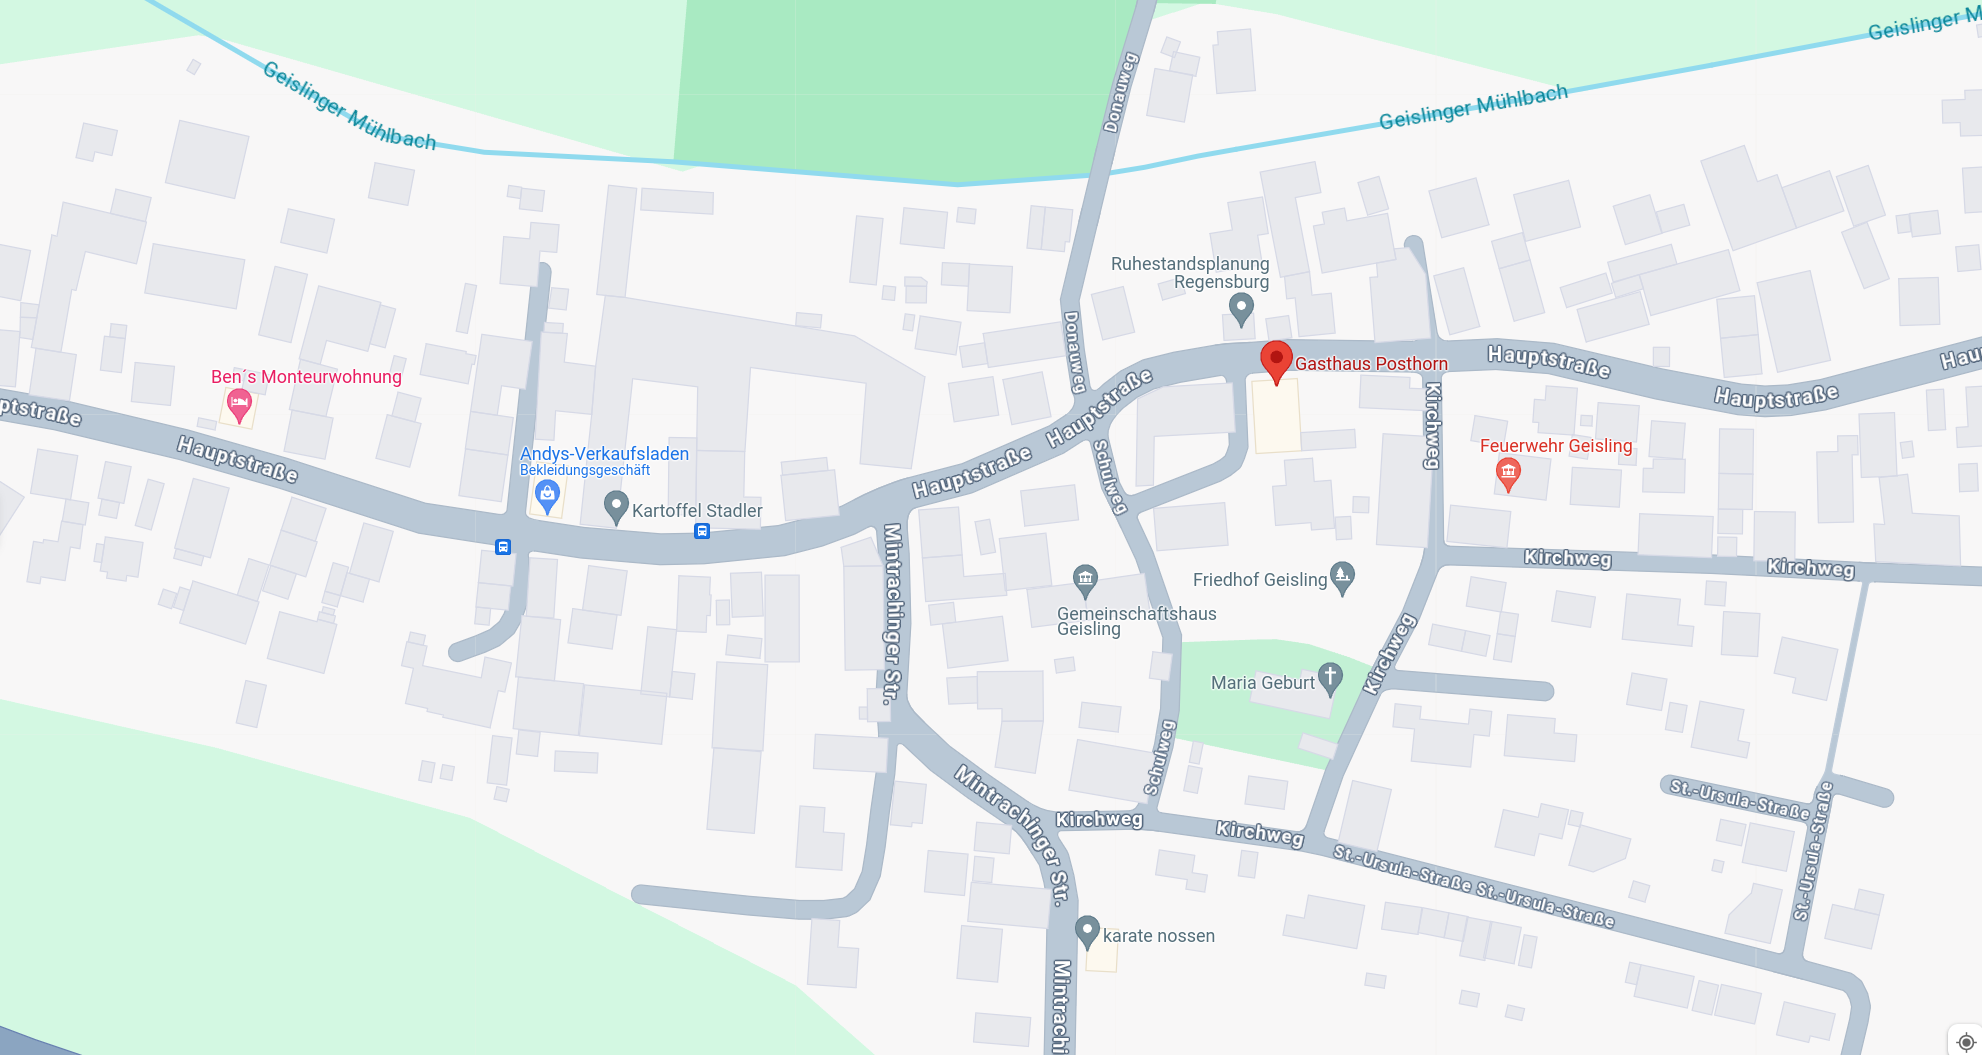 Geislinger M
Geislinger Mühlbach
Donauweg
Geislinger Mühlbach
Ruhestandsplanung
Regensburg
Donauweg
Hauptstraße
Hau
Gasthaus Posthorn
Ben´s Monteurwohnung
Hauptstraße
Hauptstraße
ptstraße
Kirchweg
Hauptstraße
Feuerwehr Geisling
Andys-Verkaufsladen
Bekleidungsgeschäft
Hauptstraße
Schulweg
Kartoffel Stadler
Kirchweg
Kirchweg
Friedhof Geisling
Mintrachinger Str.
Gemeinschaftshaus
Geisling
Kirchweg
Maria Geburt
Schulweg
Mintrachinger Str.
Kirchweg
Kirchweg
St.-Ursula-Straße
St.-Ursula-Straße
St.-Ursula-Straße St.-Ursula-Straße
karate nossen
Mintrachi